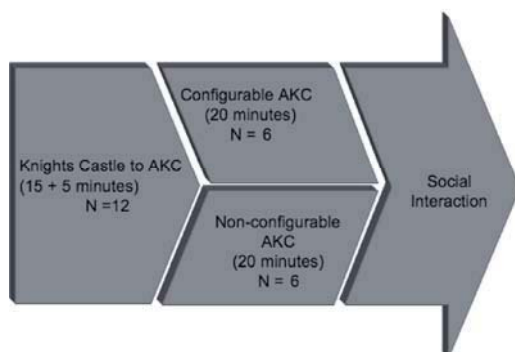 Knights Castle to AKC
(15 + 5 minutes)
N =12
Configurable AKC
(20 minutes)
N = 6
Non-configurable
AKC
(20 minutes)
N = 6
Social
Interaction